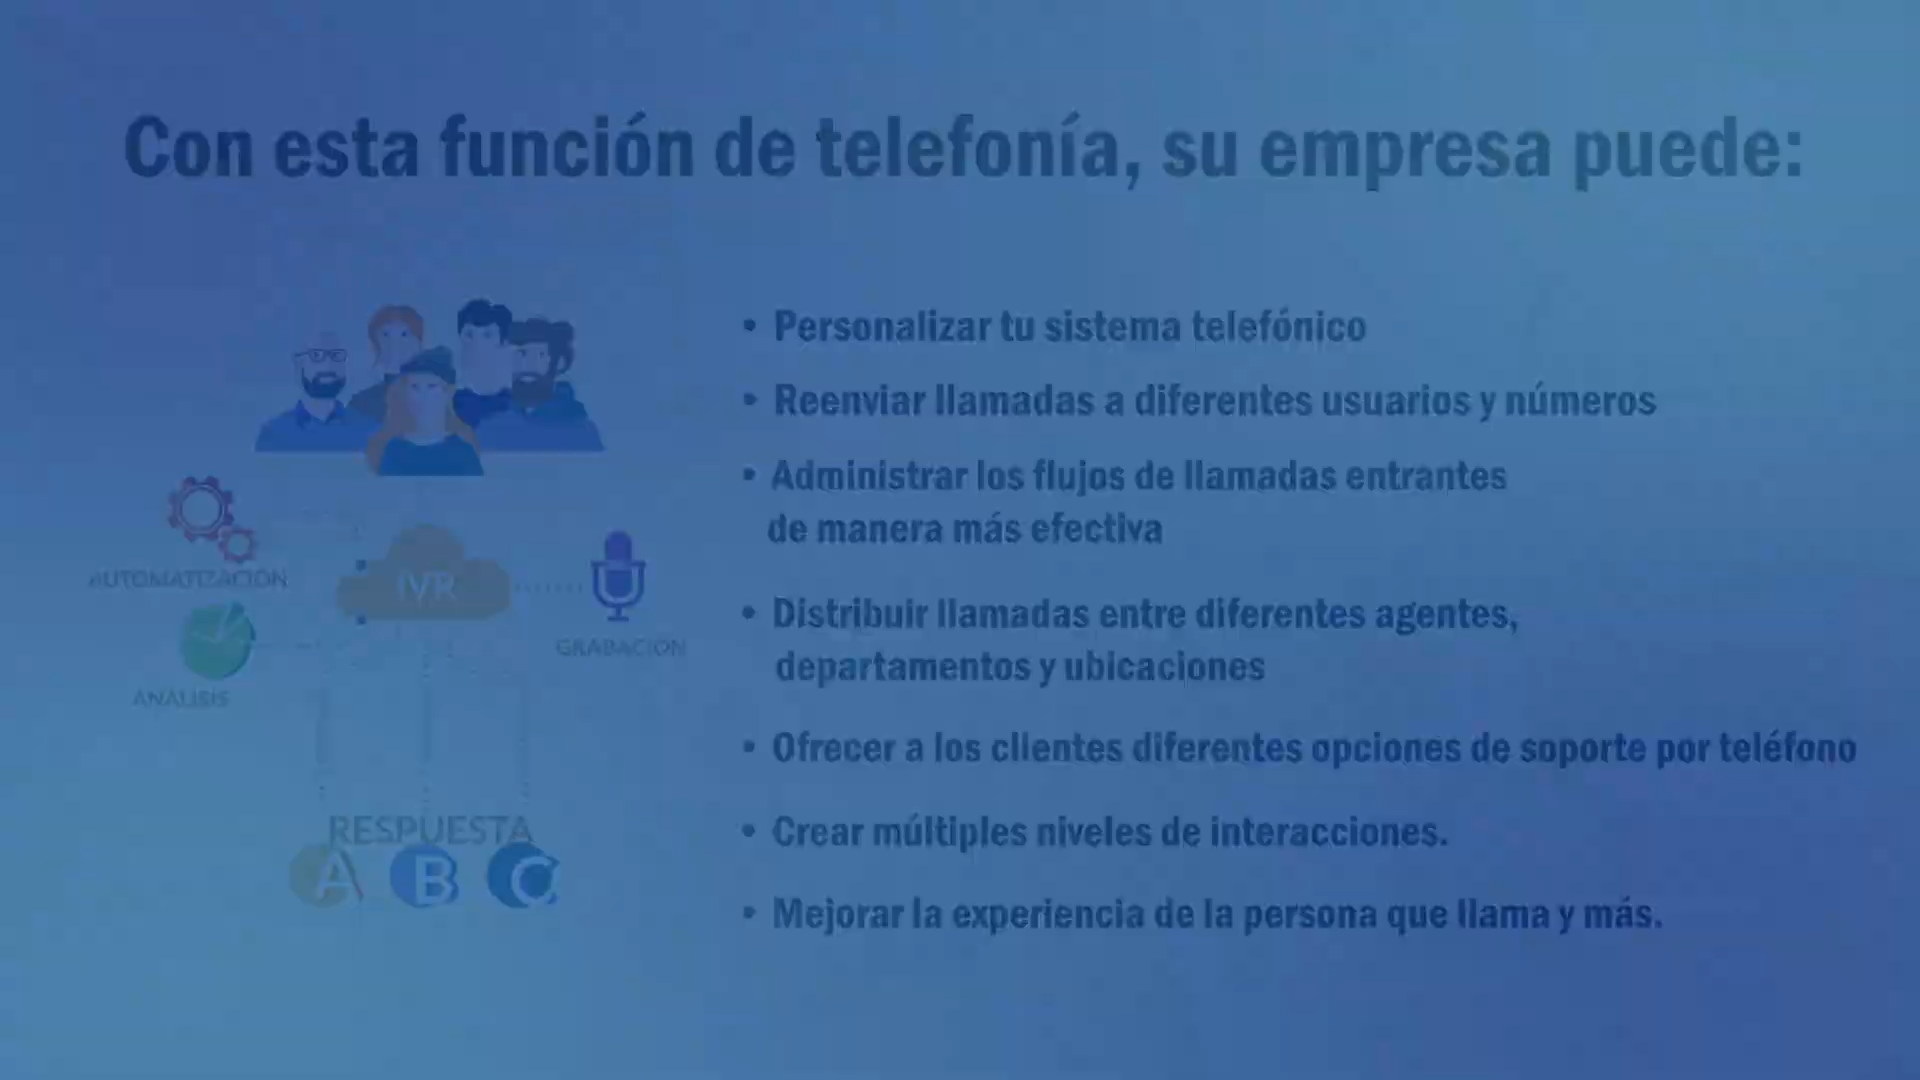 Con esta función de telefonía, su empresa puede:
• Personalizar tu sistema telefónico
• Reenviar llamadas a diferentes usuarios y números
• Administrar los flujos de llamadas entrantes
de manera más efectiva
• Distribuir llamadas entre diferentes agentes,
departamentos y ubicaciones
• Ofrecer a los clientes diferentes opciones de soporte por teléfono
• Crear múltiples niveles de interacciones.
• Mejorar la experiencia de la persona que llama y más.
AUTOMATIZACIÓN
IVR
GRABACIÓN
ANÁLISIS
RESPUESTA
A B C